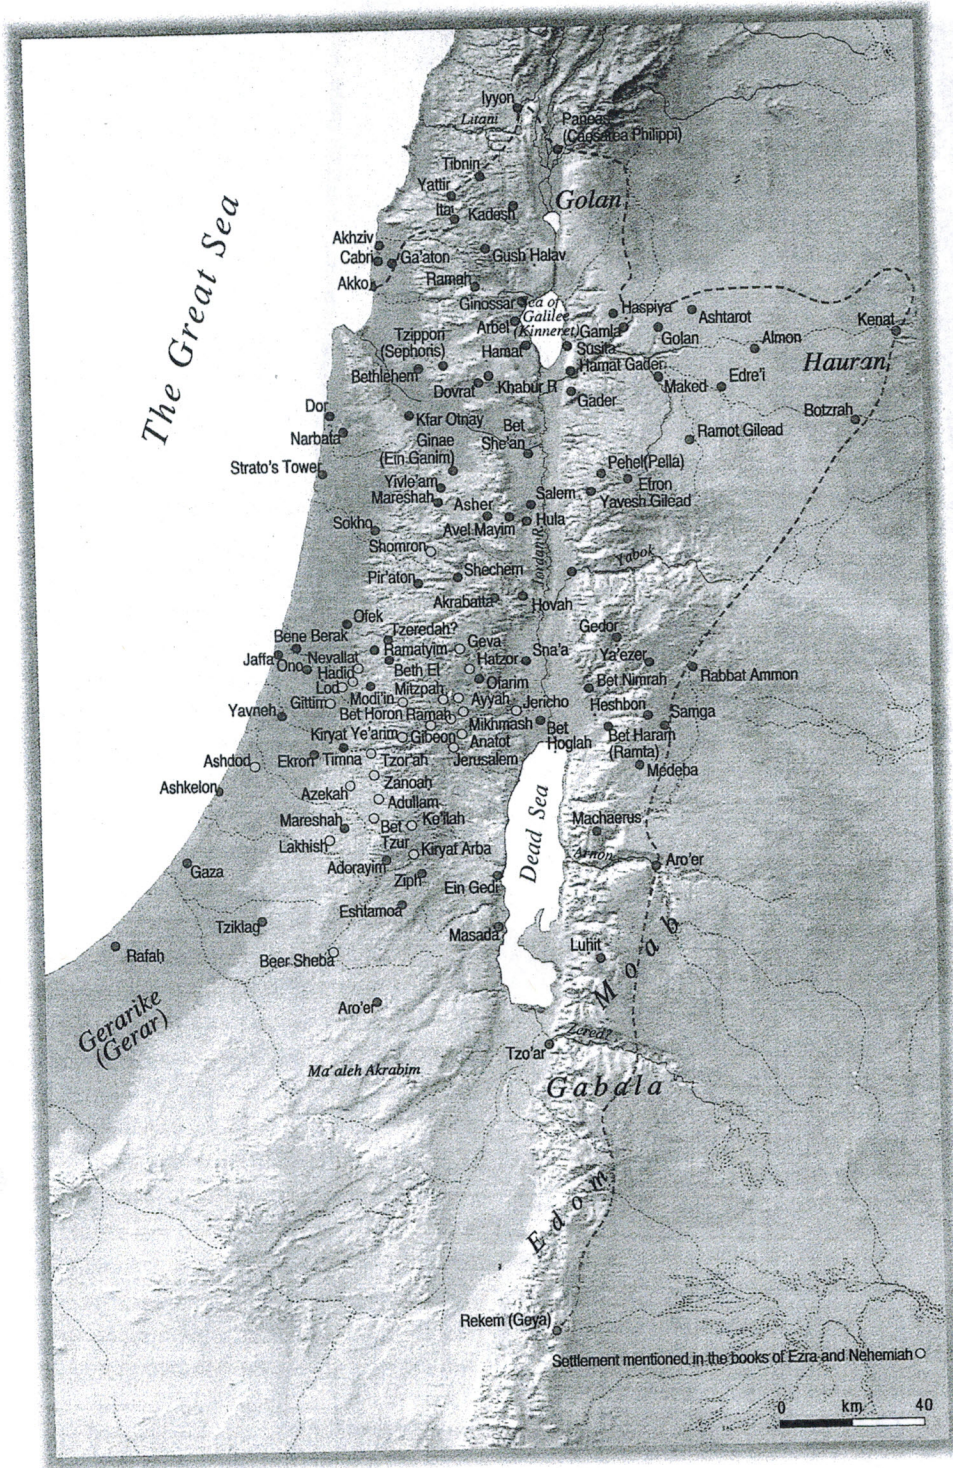 The Great Sea
Iyyon
Litani
Paneas
(Caesarea Philippi)
Tibnin
Yattir
Ita
Kadesh
Golan
Akhziv
Cabri
Ga'aton
Gush Halav
Akko
Ramah
Ginossar
Sea of
Galilee
(Kinneret)
Haspiya
Ashtarot
Kenat
Arbel
Gamla
Golan
Almon
Tzippon
(Sephoris)
Hamat
Susita
Hauran
Bethlehem
Hamat Gader
Maked
Edre'i
Dovrat
Khabur R
Gader
Botzrah
Dor
Kfar Otnay
Narbata
Ginae
(Ein Ganim)
Bet
She'an
Ramot Gilead
Strato's Tower
Pehel(Pella)
Yivle'am
Efron
Mareshah
Asher
Salem
Yavesh Gilead
Sokho
Avel Mayim
Hula
Shomron
Jordan R.
Yabok
Pir'aton
Shechem
Akrabatta
Hovah
Ofek
Gedor
Bene Berak
Tzeredah?
Geva
Jaffa
Ono
Nevallat
Ramatyim
Hatzor
Sna'a
Ya'ezer
Rabbat Ammon
Hadid
Beth El
Lod
Mitzpah
Ofarim
Bet Nimrah
Gittim
Modi'in
Ayyah
Jericho
Heshbon
Samga
Yavneh
Bet Horon
Ramah
Mikhmash
Bet
Hoglah
Bet Haram
(Ramta)
Kiryat Ye'arim
Gibeon
Anatot
Ashdod
Ekron
Timna
Tzor'ah
Jerusalem
Medeba
Ashkelon
Azekah
Zanoah
Adullam
Dead Sea
Mareshah
Bet
Tzur
Ke'ilah
Machaerus
Lakhish
Kiryaf Arba
Arnon
Aro'er
Gaza
Adorayim
Ziph
Ein Gedi
Eshtamoa
Tziklag
Masada
Luhit
Moab
Rafah
Beer Sheba
Gerarike
(Gerar)
Aro'er
Zered?
Tzo'ar
Ma'aleh Akrabim
Gabala
Edom
Rekem (Geya)
Settlement mentioned in the books of Ezra and Nehemiah
0 km 40